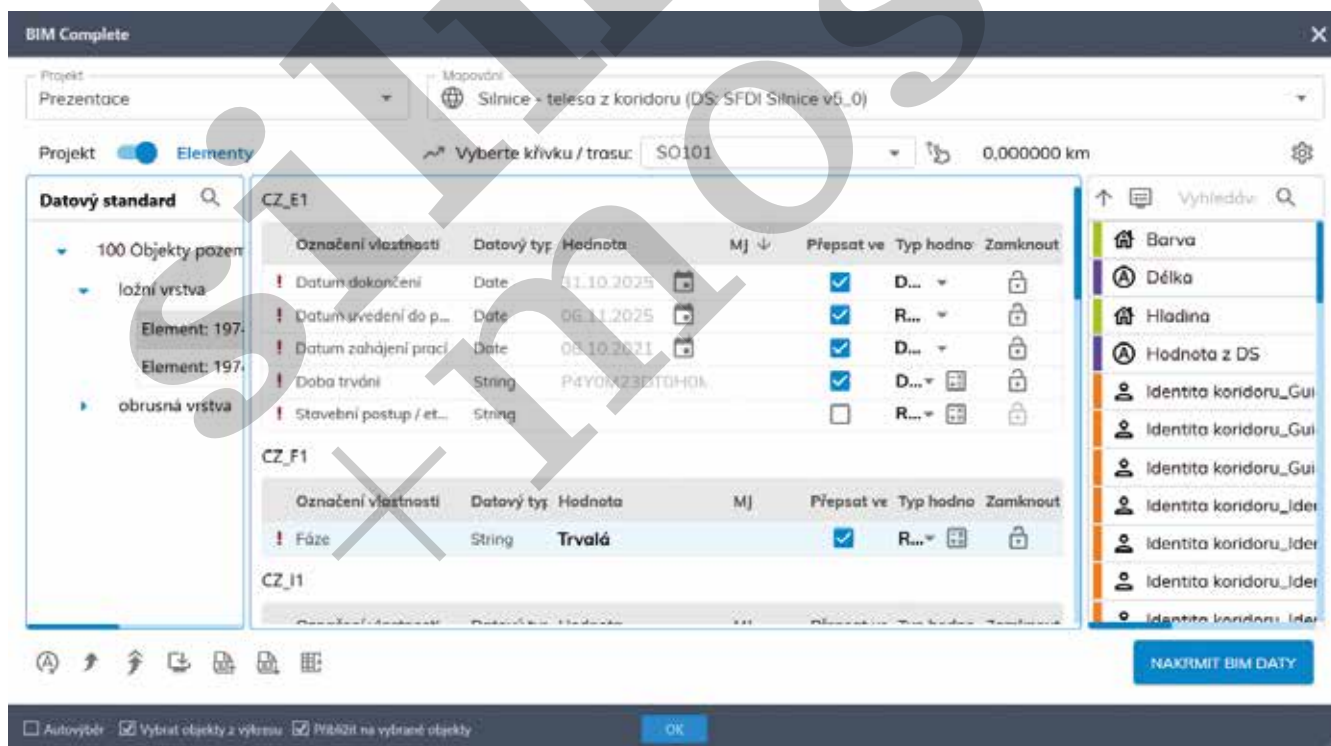 BIM Complete
Projekt
Prezentace
Mapování
Silnice - telesa z koridoru (DS: SFDI Silnice v5_0)
Projekt Elementy Vyberte křivku / trasu: SO101 0,000000 km
Datový standard
100 Objekty pozem
ložní vrstva
Element: 197
Element: 197
obrusná vrstva
CZ_E1
Označení vlastnosti Datový typ Hodnota MJ Přepsat ve Typ hodno Zamknout
! Datum dokončení Date 31.10.2025 D...
! Datum uvedení do p... Date 06.11.2025 R...
! Datum zahájení prací Date 06.10.2021 D...
! Doba trvání String D...
! Stavební postup / et... String R...
CZ_F1
Označení vlastnosti Datový typ Hodnota MJ Přepsat ve Typ hodno Zamknout
! Fáze String Trvalá R...
CZ_I1
Vyhledáv
Barva
Délka
Hladina
Hodnota z DS
Identita koridoru_Gui
Identita koridoru_Gui
Identita koridoru_Gui
Identita koridoru_Iden
Identita koridoru_Iden
Identita koridoru_Iden
NAKRMIT BIM DATY
Autovýběr Vybrat objekty z výkresu Přiblížit na vybrané objekty OK